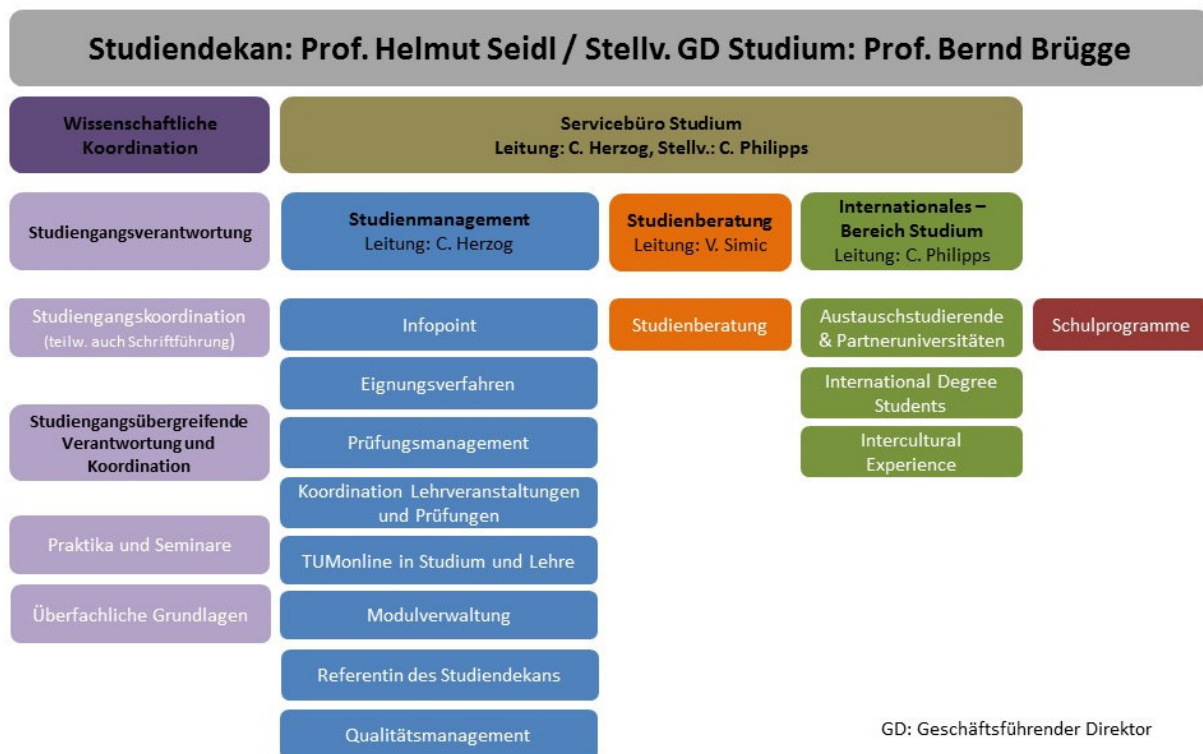 Studiendekan: Prof. Helmut Seidl / Stellv. GD Studium: Prof. Bernd Brügge
Wissenschaftliche
Koordination
Servicebüro Studium
Leitung: C. Herzog, Stellv.: C. Philipps
Studiengangsverantwortung
Studienmanagement
Leitung: C. Herzog
Studienberatung
Leitung: V. Simic
Internationales –
Bereich Studium
Leitung: C. Philipps
Studiengangskoordination
(teilw. auch Schriftführung)
Studiengangsübergreifende
Verantwortung und
Koordination
Praktika und Seminare
Überfachliche Grundlagen
Infopoint
Eignungsverfahren
Prüfungsmanagement
Koordination Lehrveranstaltungen
und Prüfungen
TUMonline in Studium und Lehre
Modulverwaltung
Referentin des Studiendekans
Qualitätsmanagement
Studienberatung
Austauschstudierende
& Partneruniversitäten
International Degree
Students
Intercultural
Experience
Schulprogramme
GD: Geschäftsführender Direktor